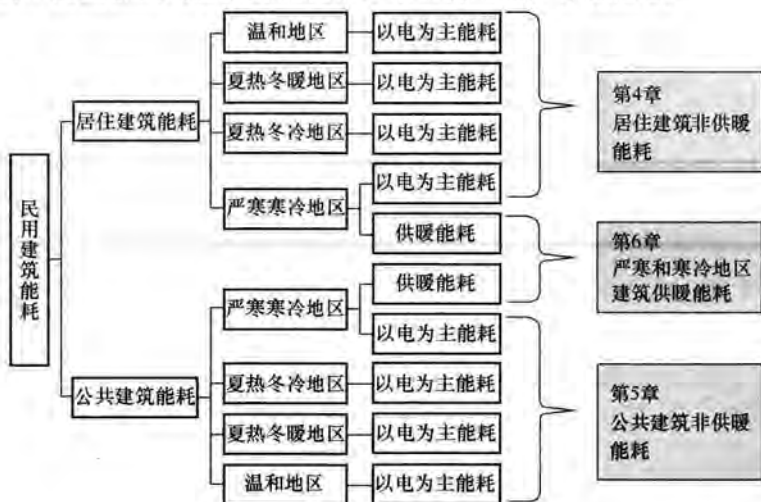 温和地区
以电为主能耗
夏热冬暖地区
以电为主能耗
居住建筑能耗
夏热冬冷地区
以电为主能耗
严寒寒冷地区
以电为主能耗
供暖能耗
第4章
居住建筑非供暖
能耗
民用建筑能耗
第6章
严寒和寒冷地区
建筑供暖能耗
严寒寒冷地区
供暖能耗
以电为主能耗
公共建筑能耗
夏热冬冷地区
以电为主能耗
夏热冬暖地区
以电为主能耗
温和地区
以电为主能耗
第5章
公共建筑非供暖
能耗